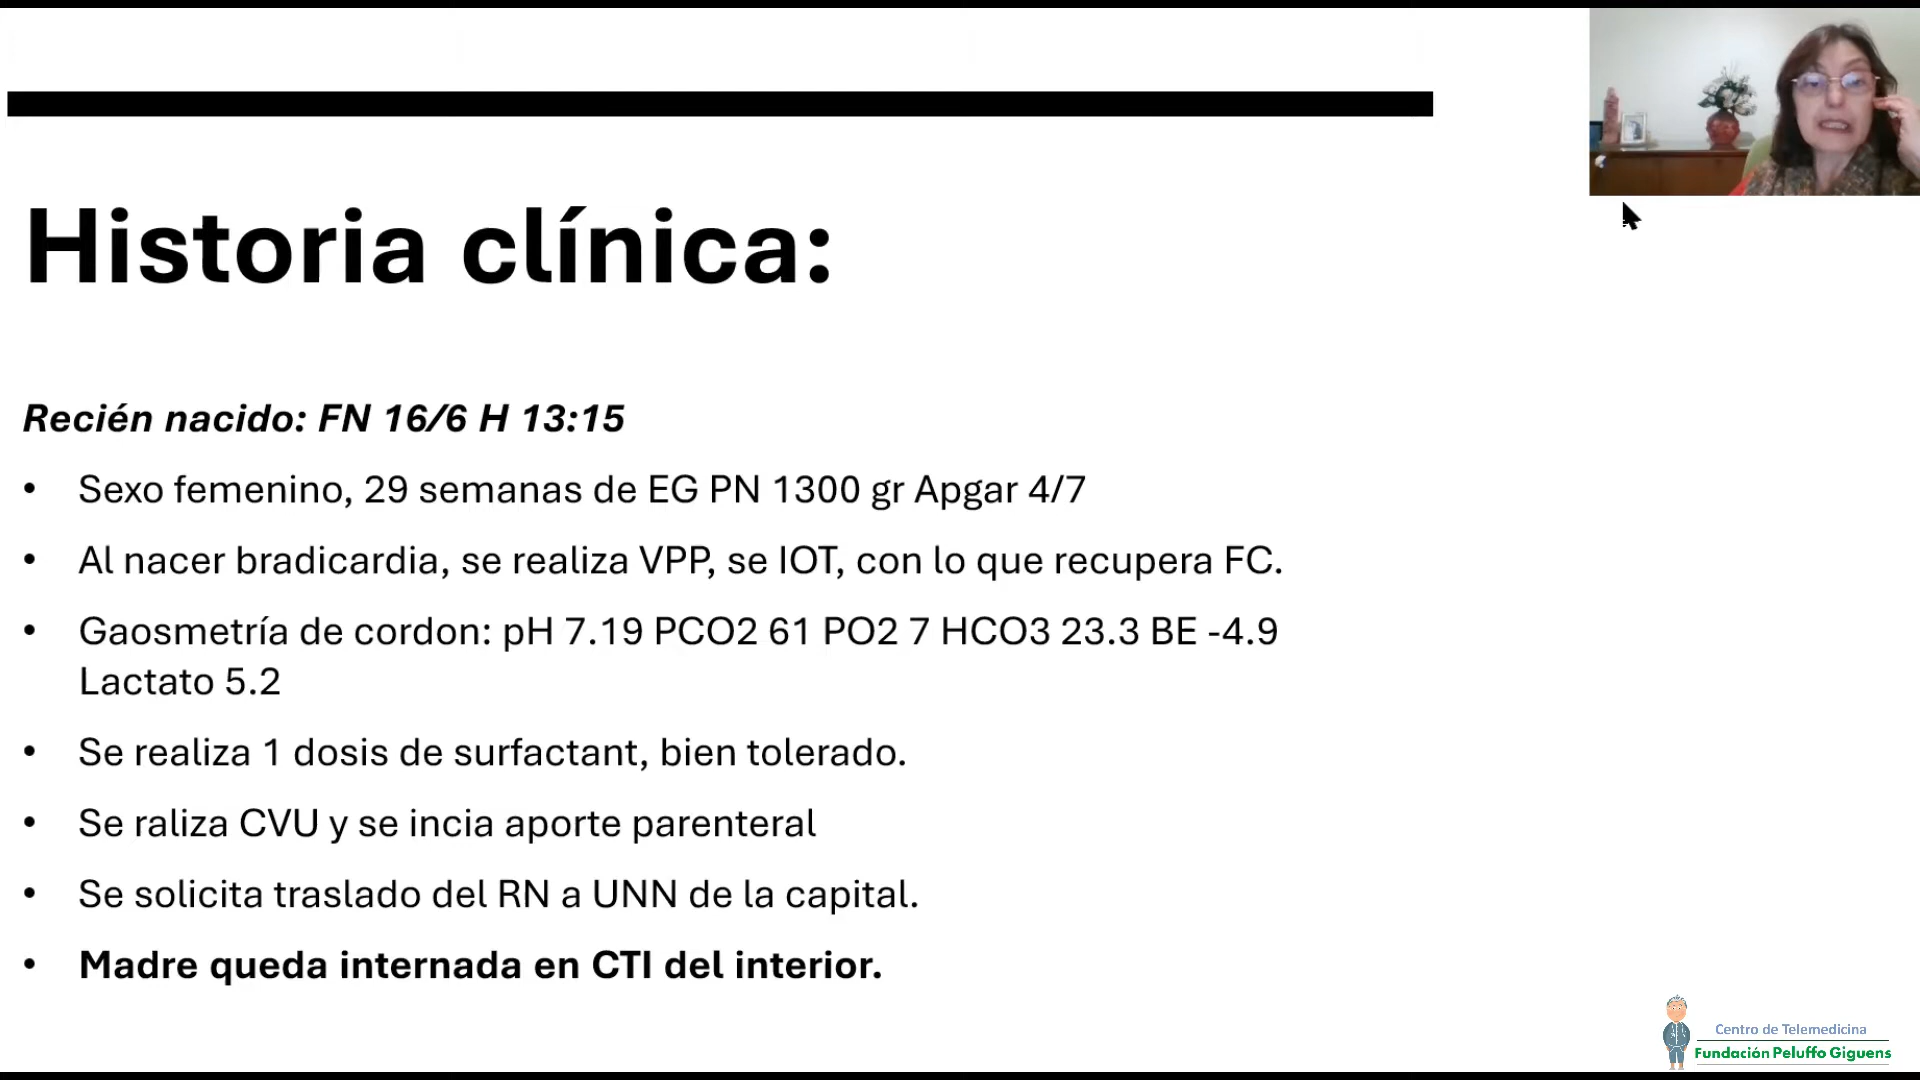 Historia clínica:
Recién nacido: FN 16/6 H 13:15
• Sexo femenino, 29 semanas de EG PN 1300 gr Apgar 4/7
• Al nacer bradicardia, se realiza VPP, se IOT, con lo que recupera FC.
• Gaosmetría de cordon: pH 7.19 PCO2 61 PO2 7 HCO3 23.3 BE -4.9
Lactato 5.2
• Se realiza 1 dosis de surfactant, bien tolerado.
• Se raliza CVU y se incia aporte parenteral
• Se solicita traslado del RN a UNN de la capital.
• Madre queda internada en CTI del interior.
Centro de Telemedicina
Fundación Peluffo Giguens